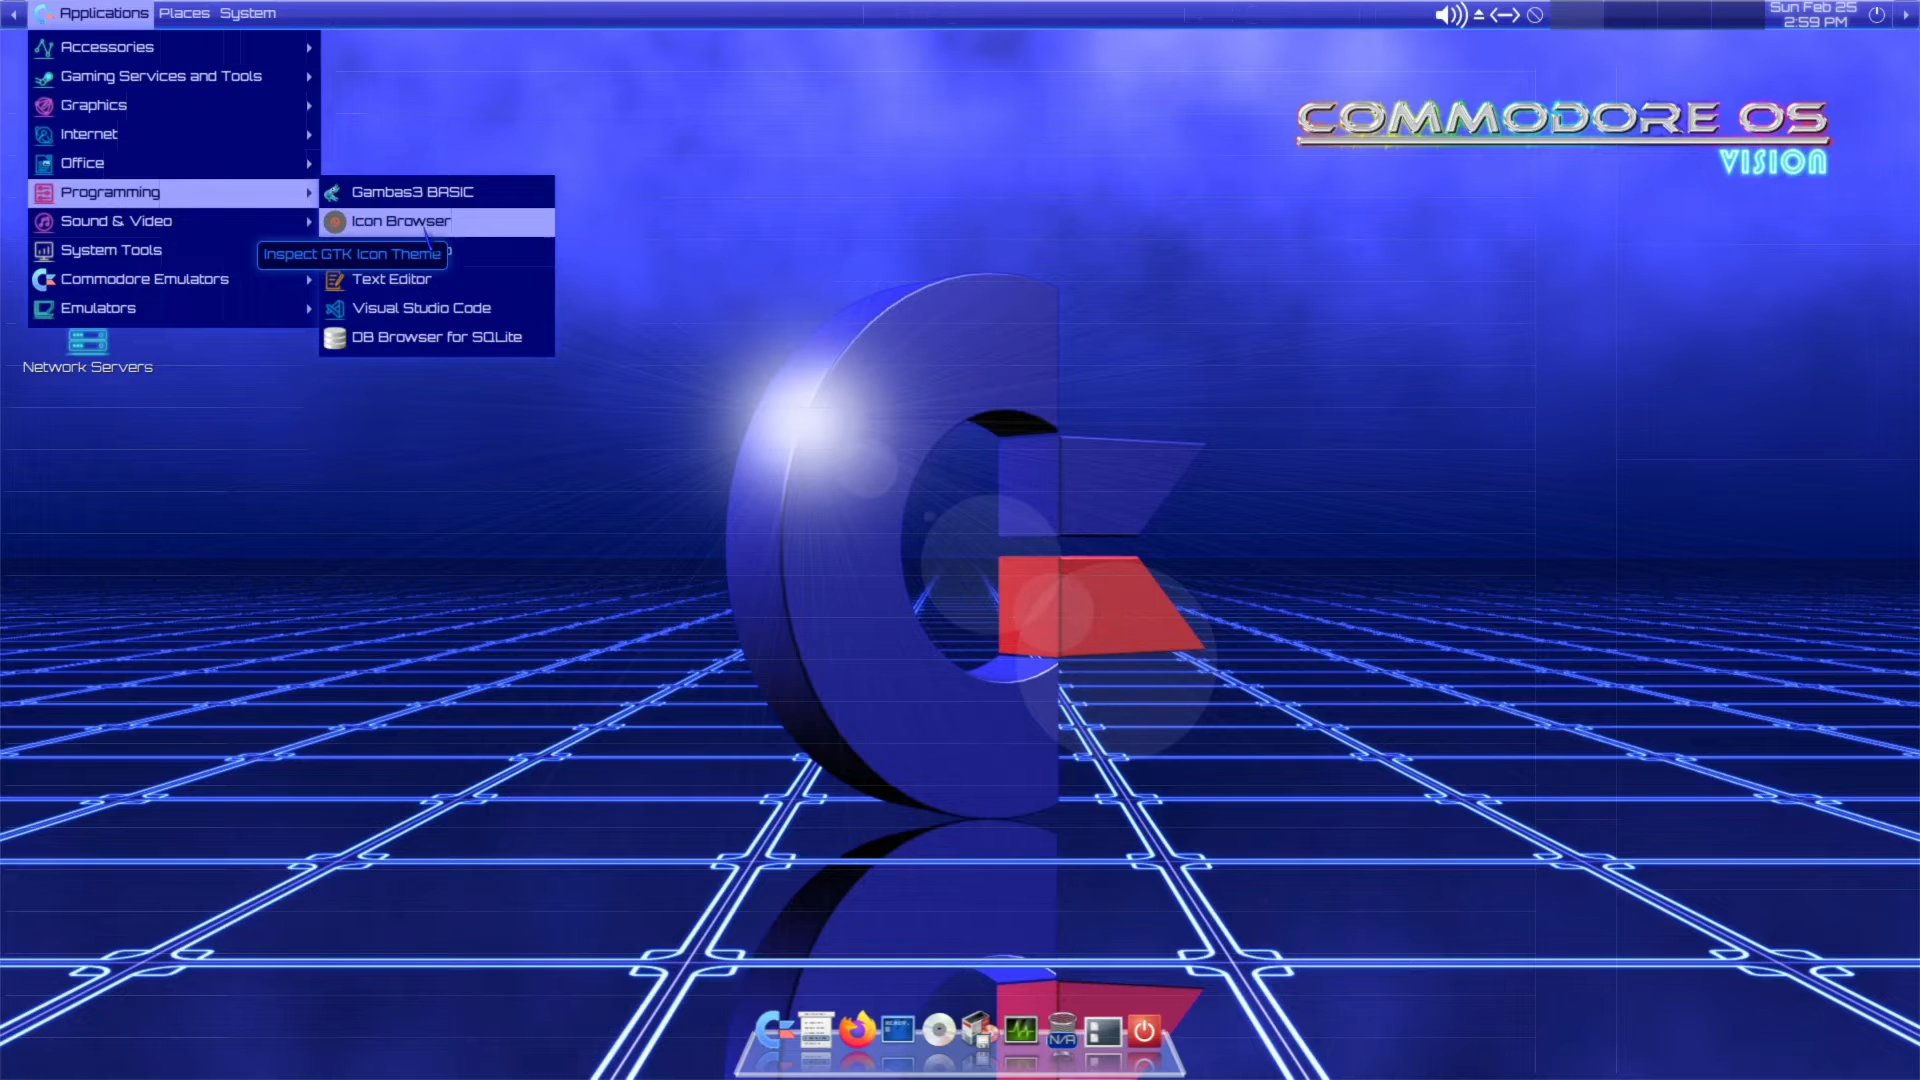 Applications Places System
Sun Feb 25
2:59 PM
Accessories
Gaming Services and Tools
Graphics
Internet
Office
Programming
Sound & Video
System Tools
Commodore Emulators
Emulators
Gambas3 BASIC
Icon Browser
Inspect GTK Icon Theme
Text Editor
Visual Studio Code
DB Browser for SQLite
Network Servers
COMMODORE OS
VISION
N/A